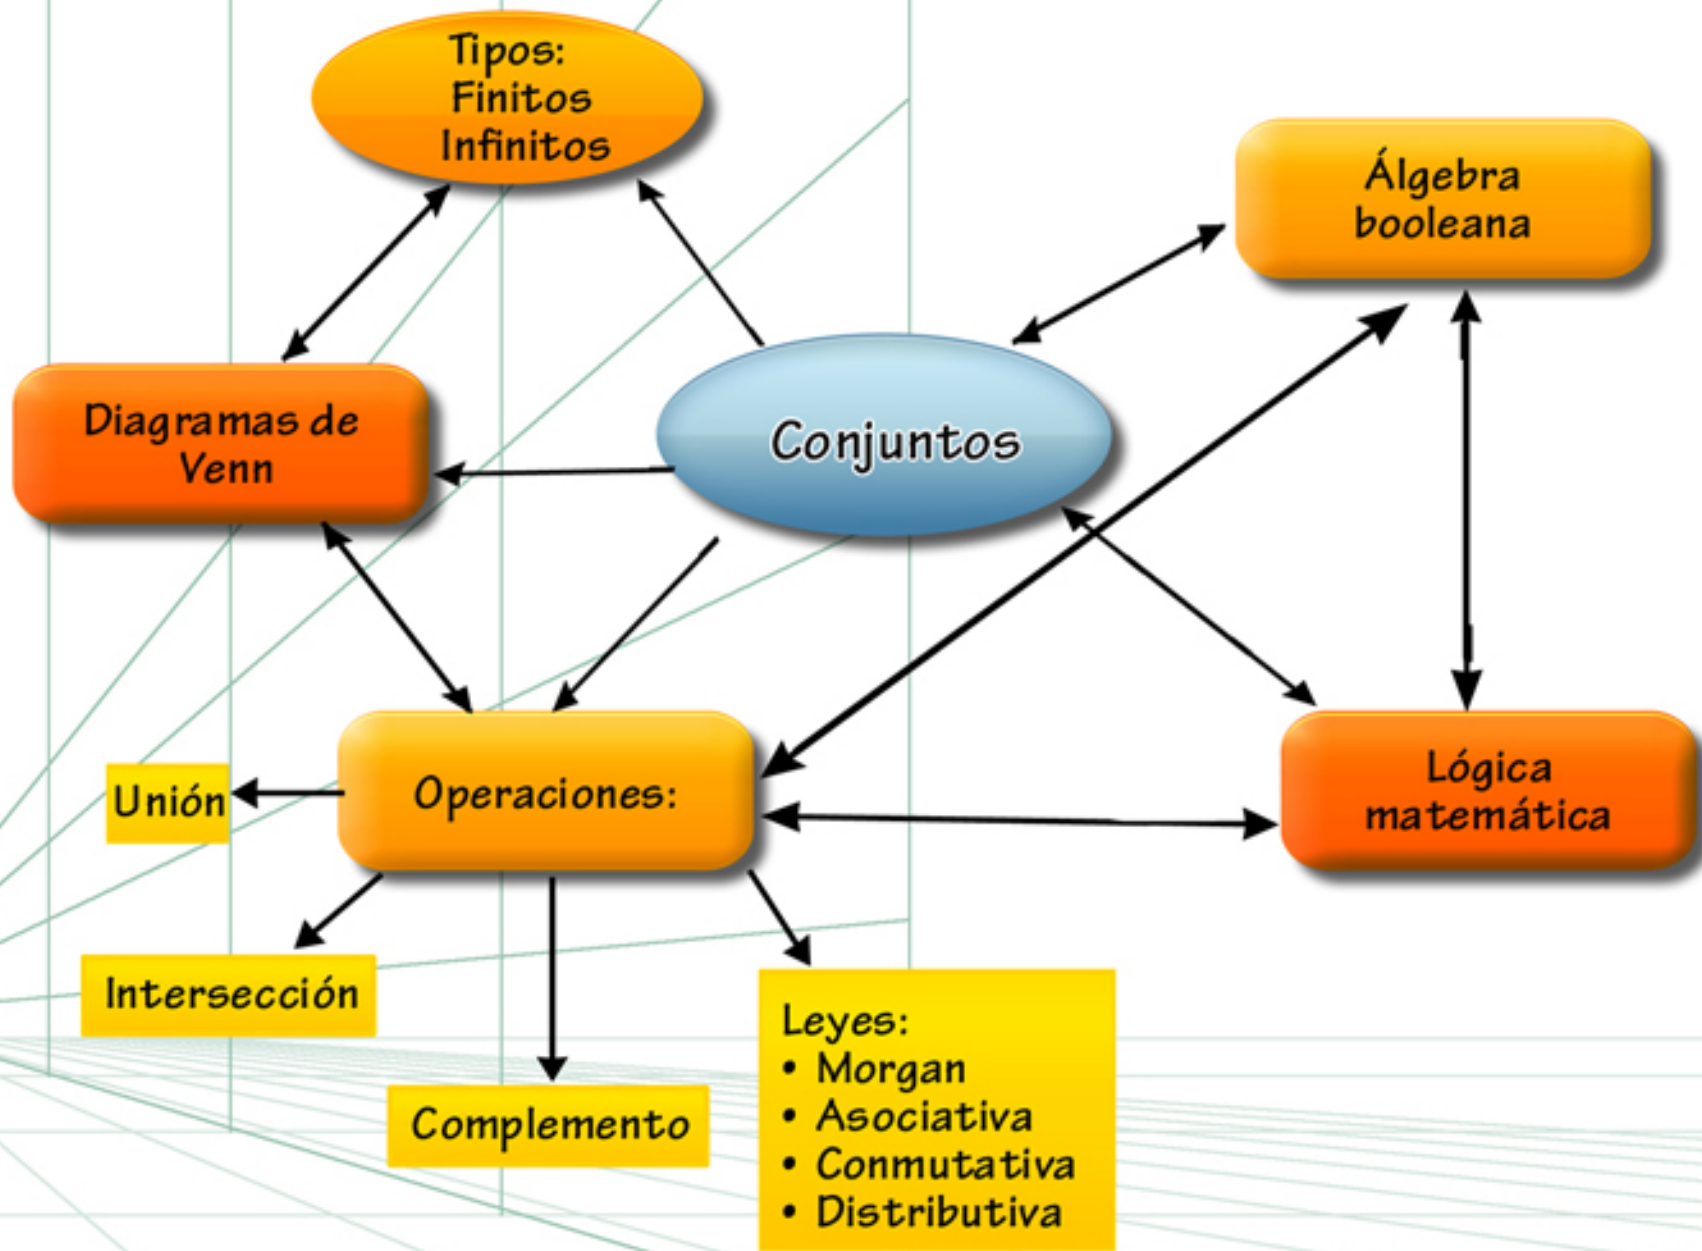 Tipos:
Finitos
Infinitos
Álgebra
booleana
Diagramas de
Venn
Conjuntos
Operaciones:
Lógica
matemática
Unión
Intersección
Complemento
Leyes:
• Morgan
• Asociativa
• Conmutativa
• Distributiva